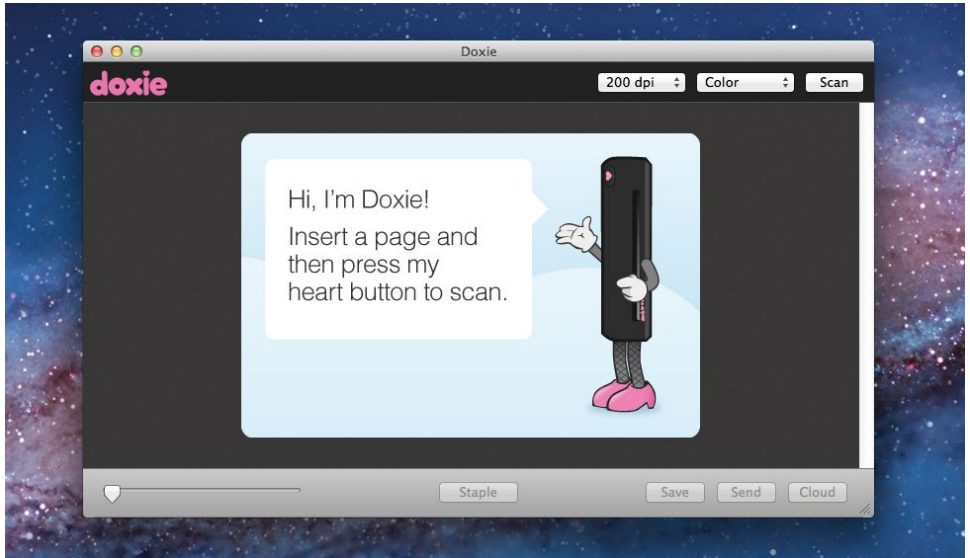 Doxie
doxie
200 dpi
Color
Scan
Hi, I'm Doxie!
Insert a page and
then press my
heart button to scan.
Staple
Save
Send
Cloud